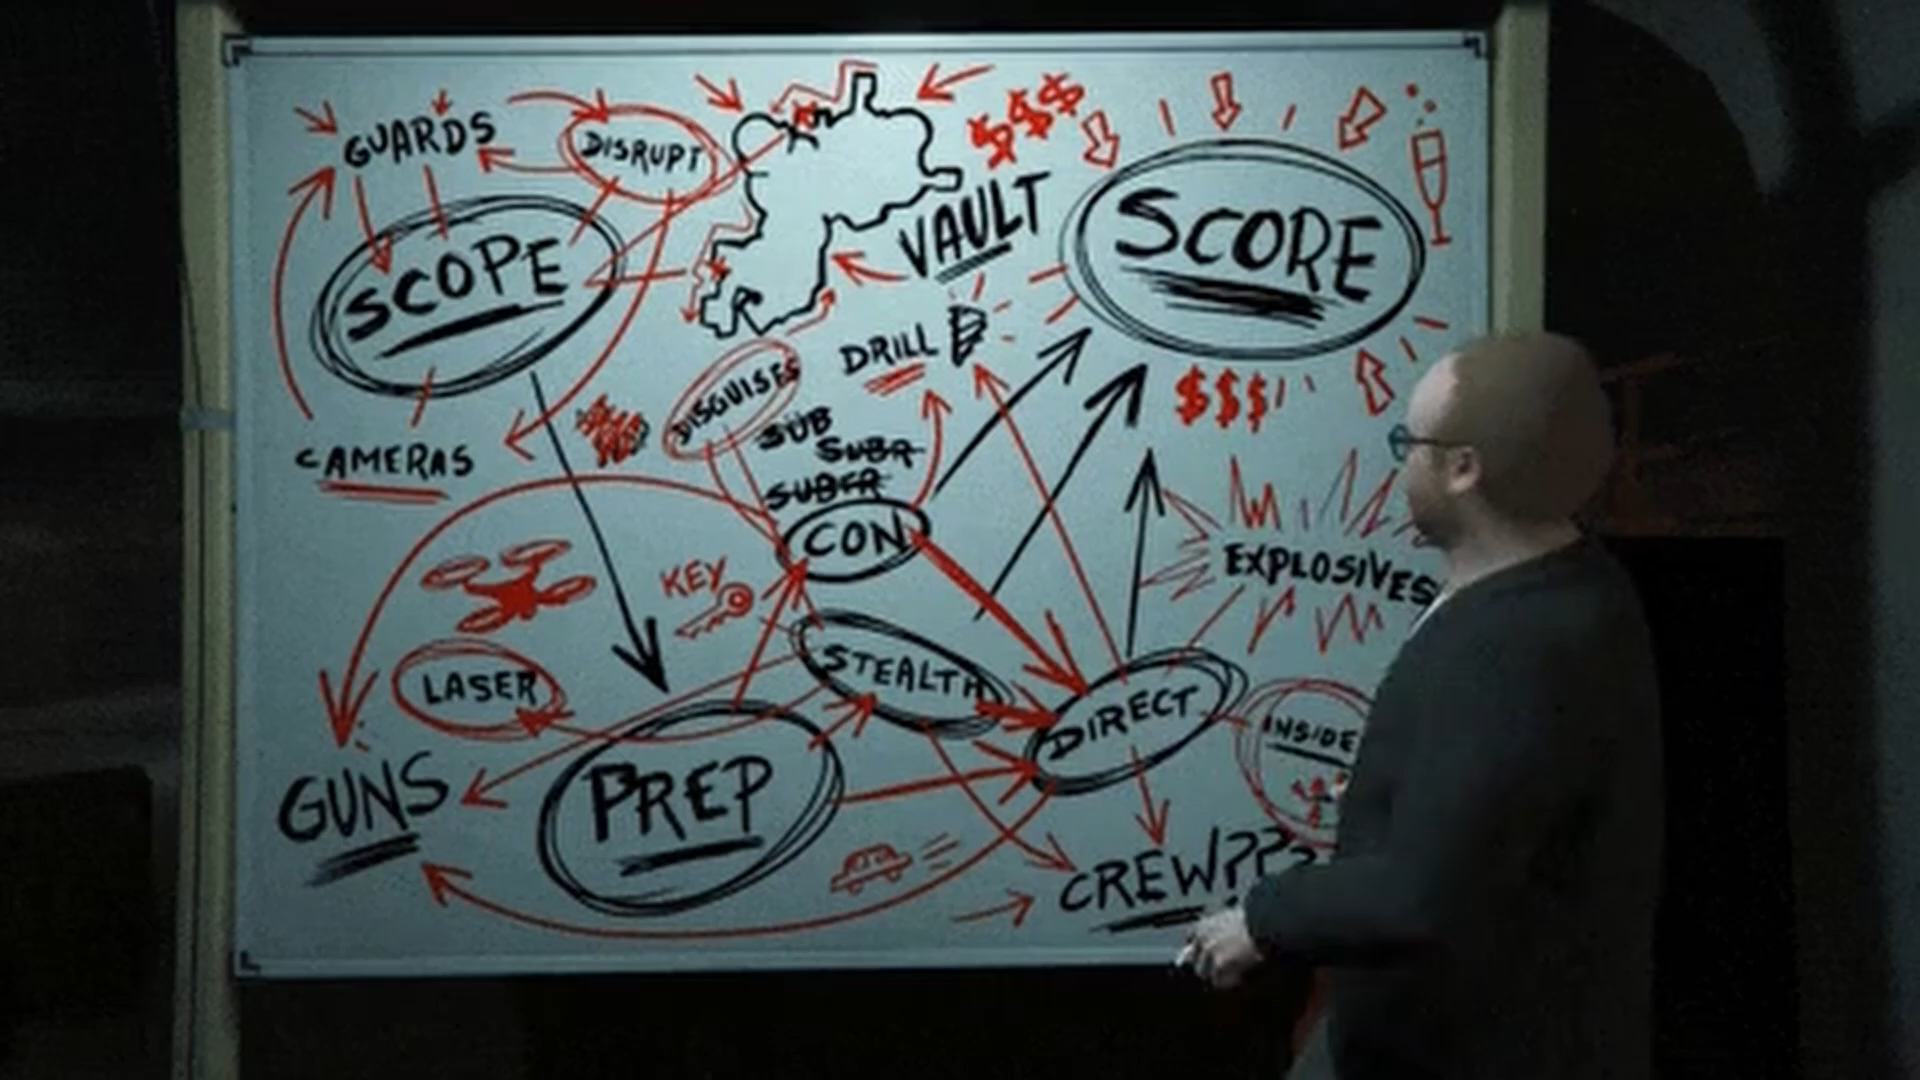 GUARDS
DISRUPT
$$$
SCOPE
VAULT
SCORE
DRILL
DISGUISES
SUB
SUBR
SUBER
$$$
CAMERAS
CON
KEY
EXPLOSIVES
LASER
STEALTH
DIRECT
INSIDE
GUNS
PREP
CREW???